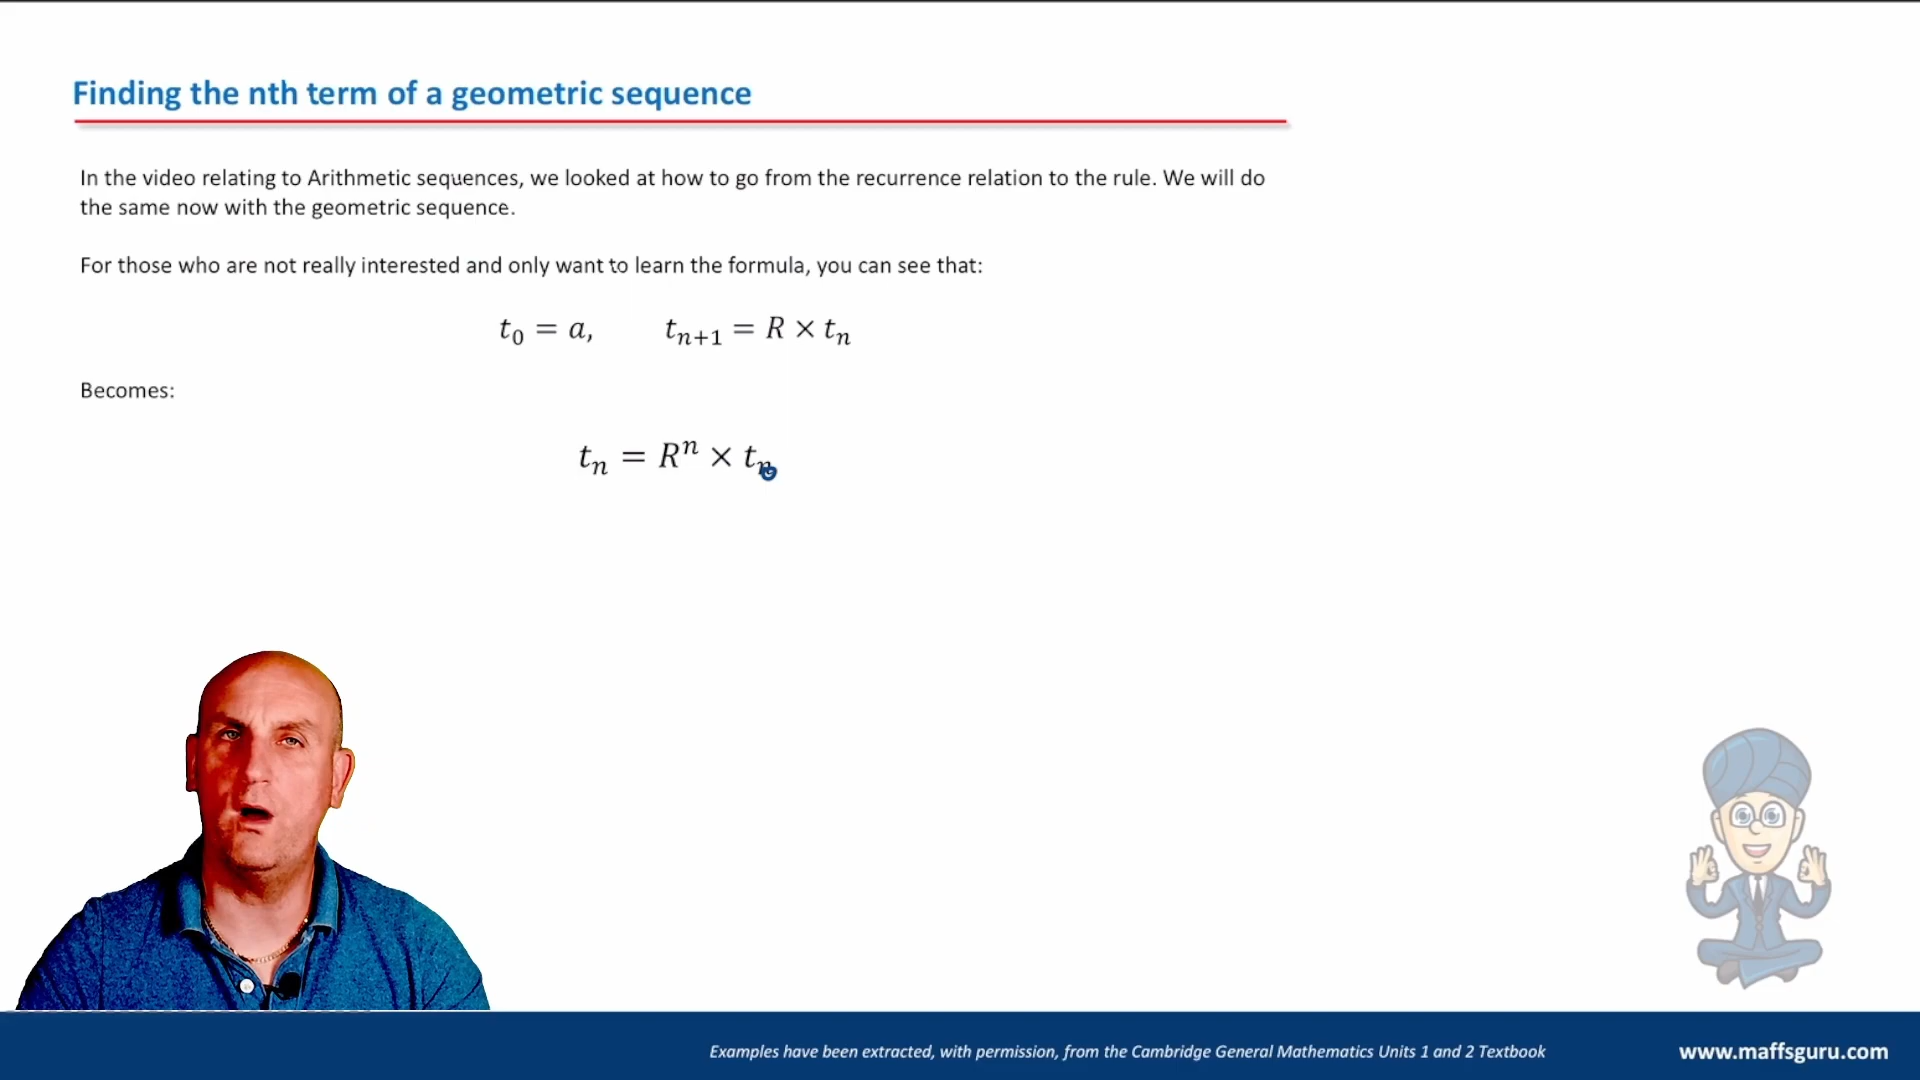 Finding the nth term of a geometric sequence
In the video relating to Arithmetic sequences, we looked at how to go from the recurrence relation to the rule. We will do
the same now with the geometric sequence.
For those who are not really interested and only want to learn the formula, you can see that:
t₀ = a, tₙ₊₁ = R × tₙ
Becomes:
tₙ = Rⁿ × tₙ
Examples have been extracted, with permission, from the Cambridge General Mathematics Units 1 and 2 Textbook
www.maffsguru.com